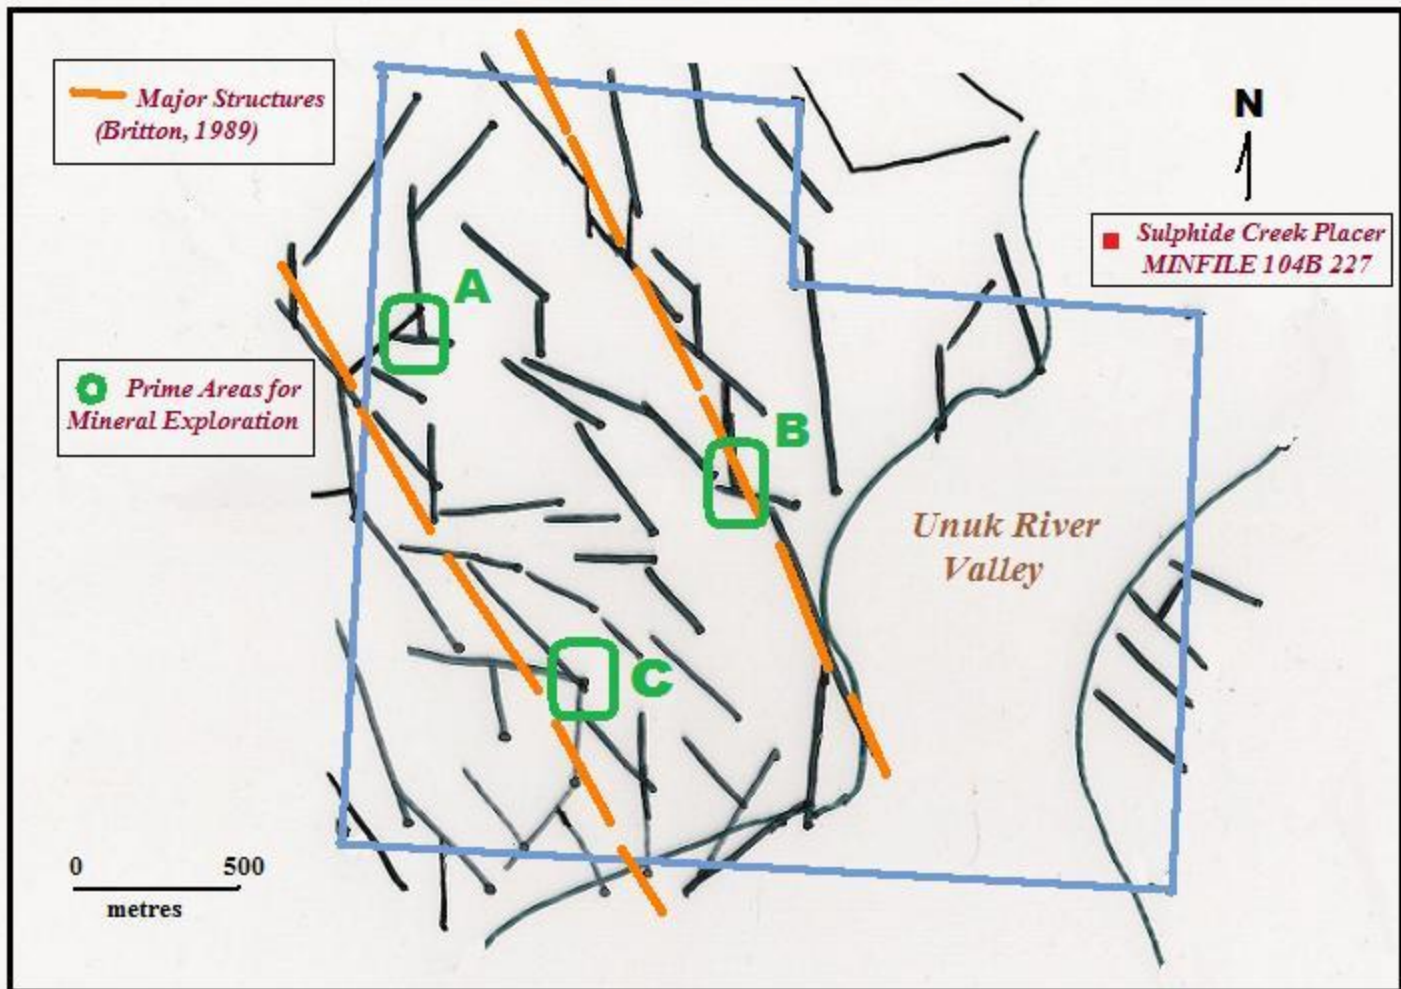 Major Structures
(Britton, 1989)
N
Sulphide Creek Placer
MINFILE 104B 227
A
Prime Areas for
Mineral Exploration
B
Unuk River
Valley
C
0 500
metres